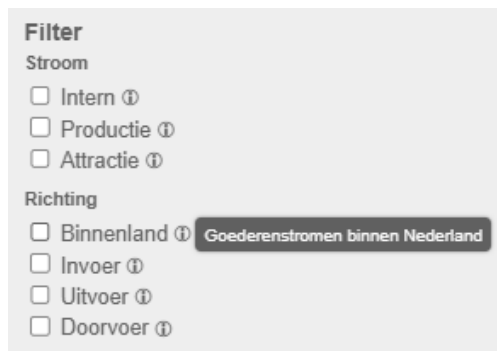 Filter
Stroom
Intern
Productie
Attractie
Richting
Binnenland Goederenstromen binnen Nederland
Invoer
Uitvoer
Doorvoer